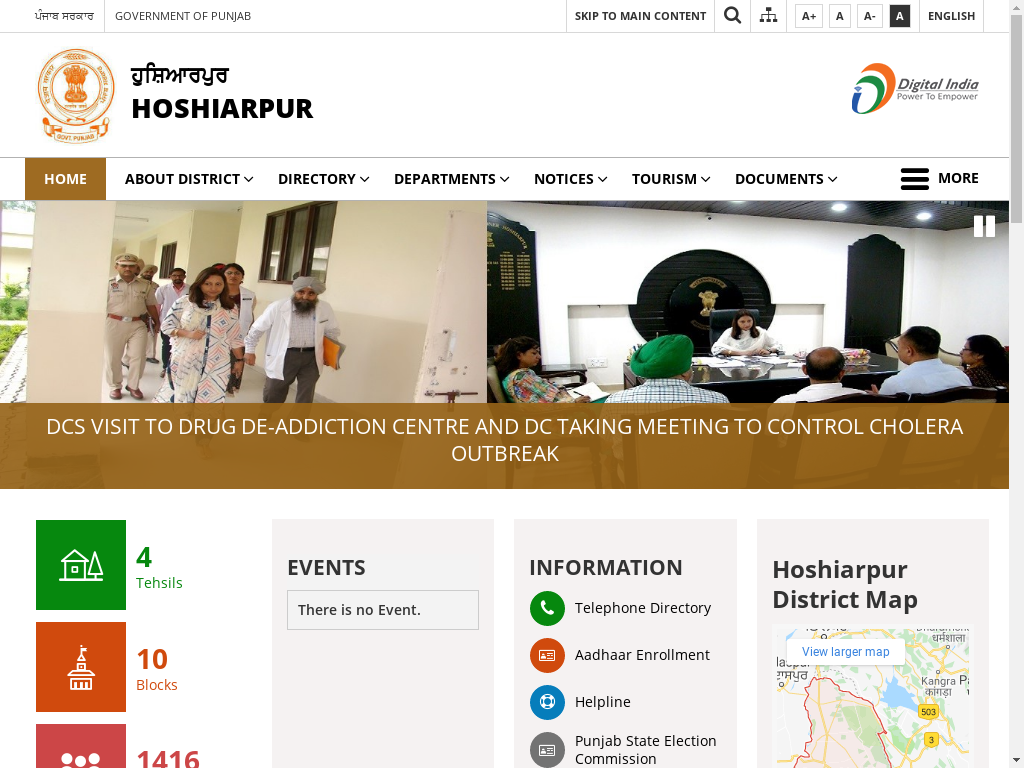 ਪੰਜਾਬ ਸਰਕਾਰ
GOVERNMENT OF PUNJAB
SKIP TO MAIN CONTENT
A+
A
A-
A
ENGLISH
ਹੁਸ਼ਿਆਰਪੁਰ
HOSHIARPUR
GOVT. PUNJAB
Digital India
Power To Empower
HOME
ABOUT DISTRICT
DIRECTORY
DEPARTMENTS
NOTICES
TOURISM
DOCUMENTS
MORE
DCS VISIT TO DRUG DE-ADDICTION CENTRE AND DC TAKING MEETING TO CONTROL CHOLERA
OUTBREAK
4
Tehsils
10
Blocks
1416
EVENTS
There is no Event.
INFORMATION
Telephone Directory
Aadhaar Enrollment
Helpline
Punjab State Election
Commission
Hoshiarpur
District Map
View larger map
धर्मशाला
Kangra
कांगड़ा
503
3